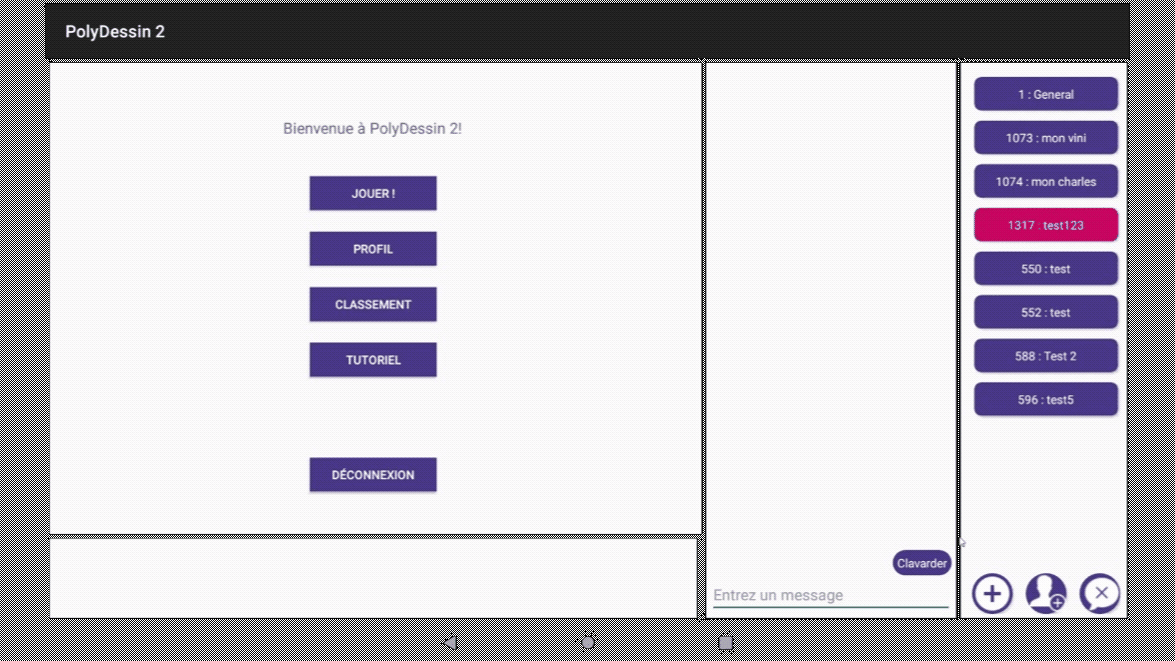 PolyDessin 2
Bienvenue à PolyDessin 2!
JOUER !
PROFIL
CLASSEMENT
TUTORIEL
DÉCONNEXION
Clavarder
Entrez un message
1 : General
1073 : mon vini
1074 : mon charles
1317 : test123
550 : test
552 : test
588 : Test 2
596 : test5